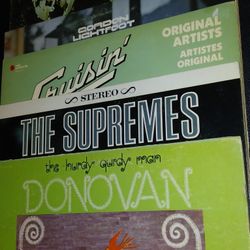 GORDON
LIGHTFOOT
ORIGINAL
ARTISTS
ARTISTES
ORIGINAL
Cruisin'
STEREO
THE SUPREMES
the hurdy gurdy man
DONOVAN